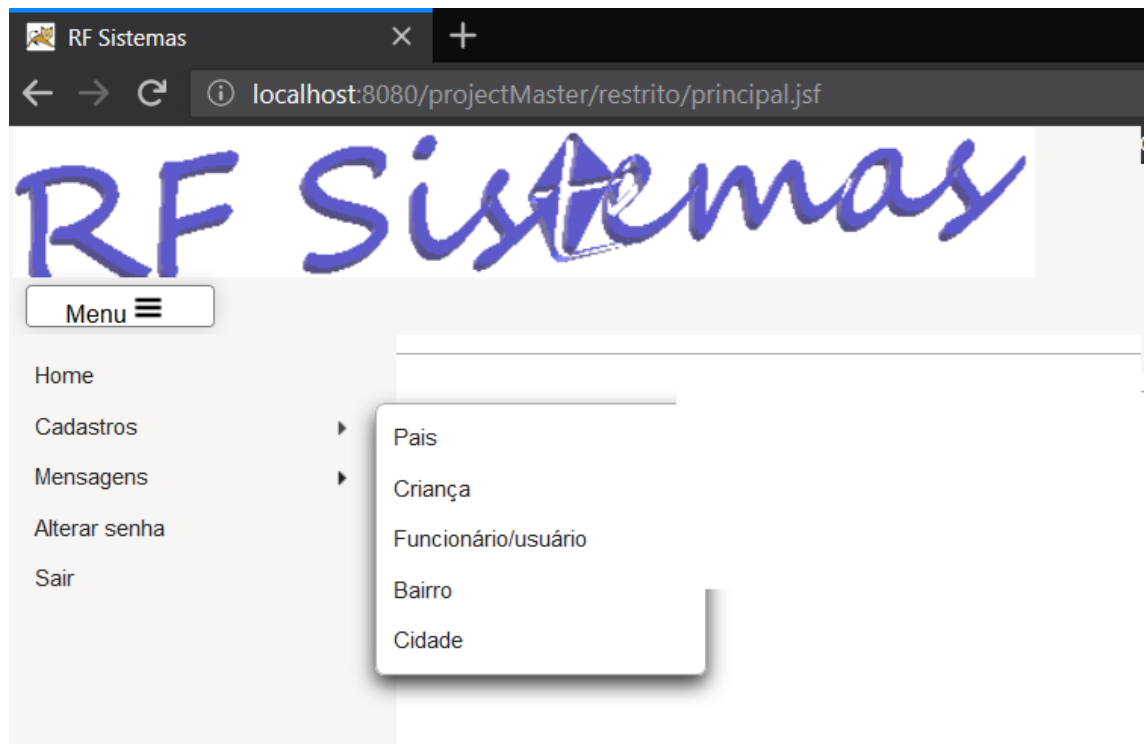 RF Sistemas
localhost:8080/projectMaster/restrito/principal.jsf
RF Sistemas
Menu
Home
Cadastros
Mensagens
Alterar senha
Sair
Pais
Criança
Funcionário/usuário
Bairro
Cidade